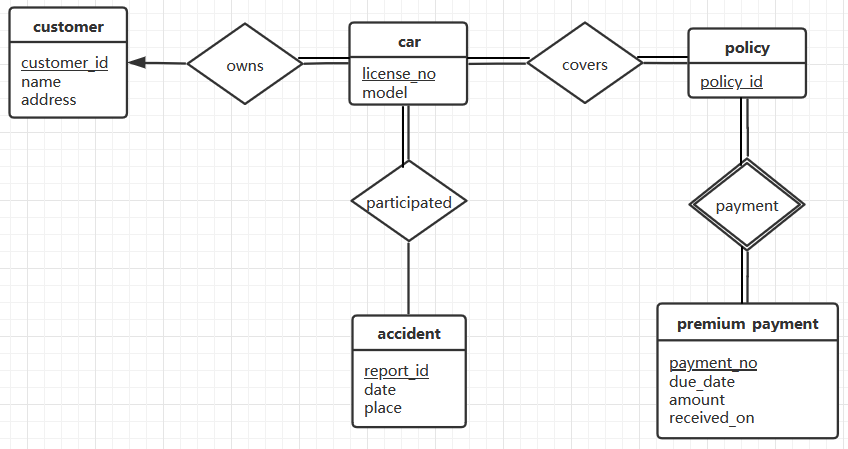 customer
customer_id
name
address
owns
car
license_no
model
covers
policy
policy_id
participated
payment
accident
report_id
date
place
premium payment
payment_no
due_date
amount
received_on